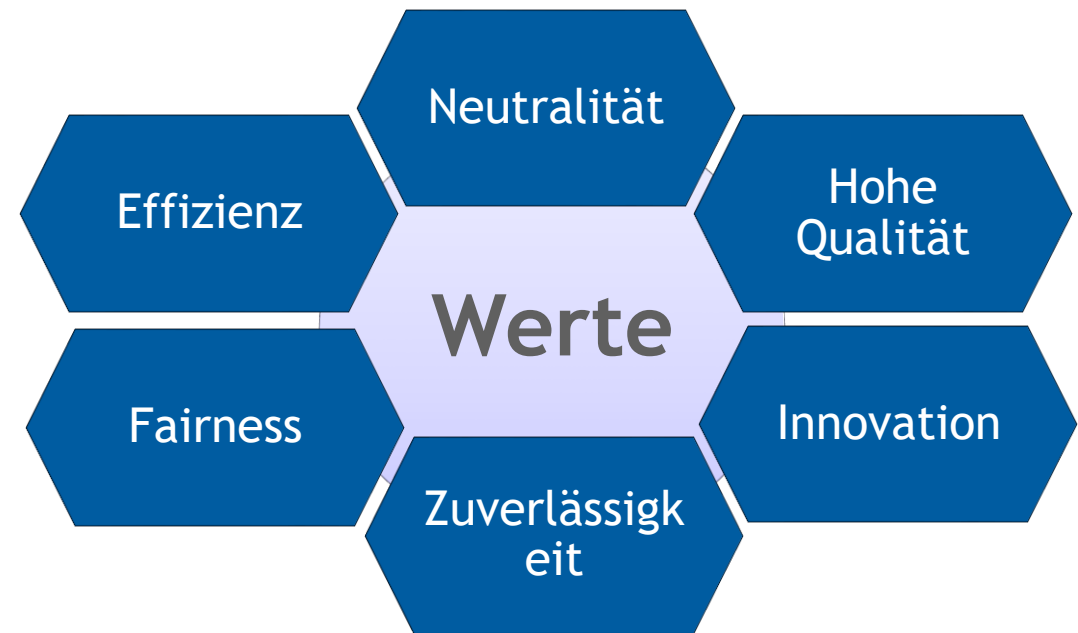 Neutralität
Effizienz
Hohe
Qualität
Werte
Fairness
Innovation
Zuverlässigk
eit